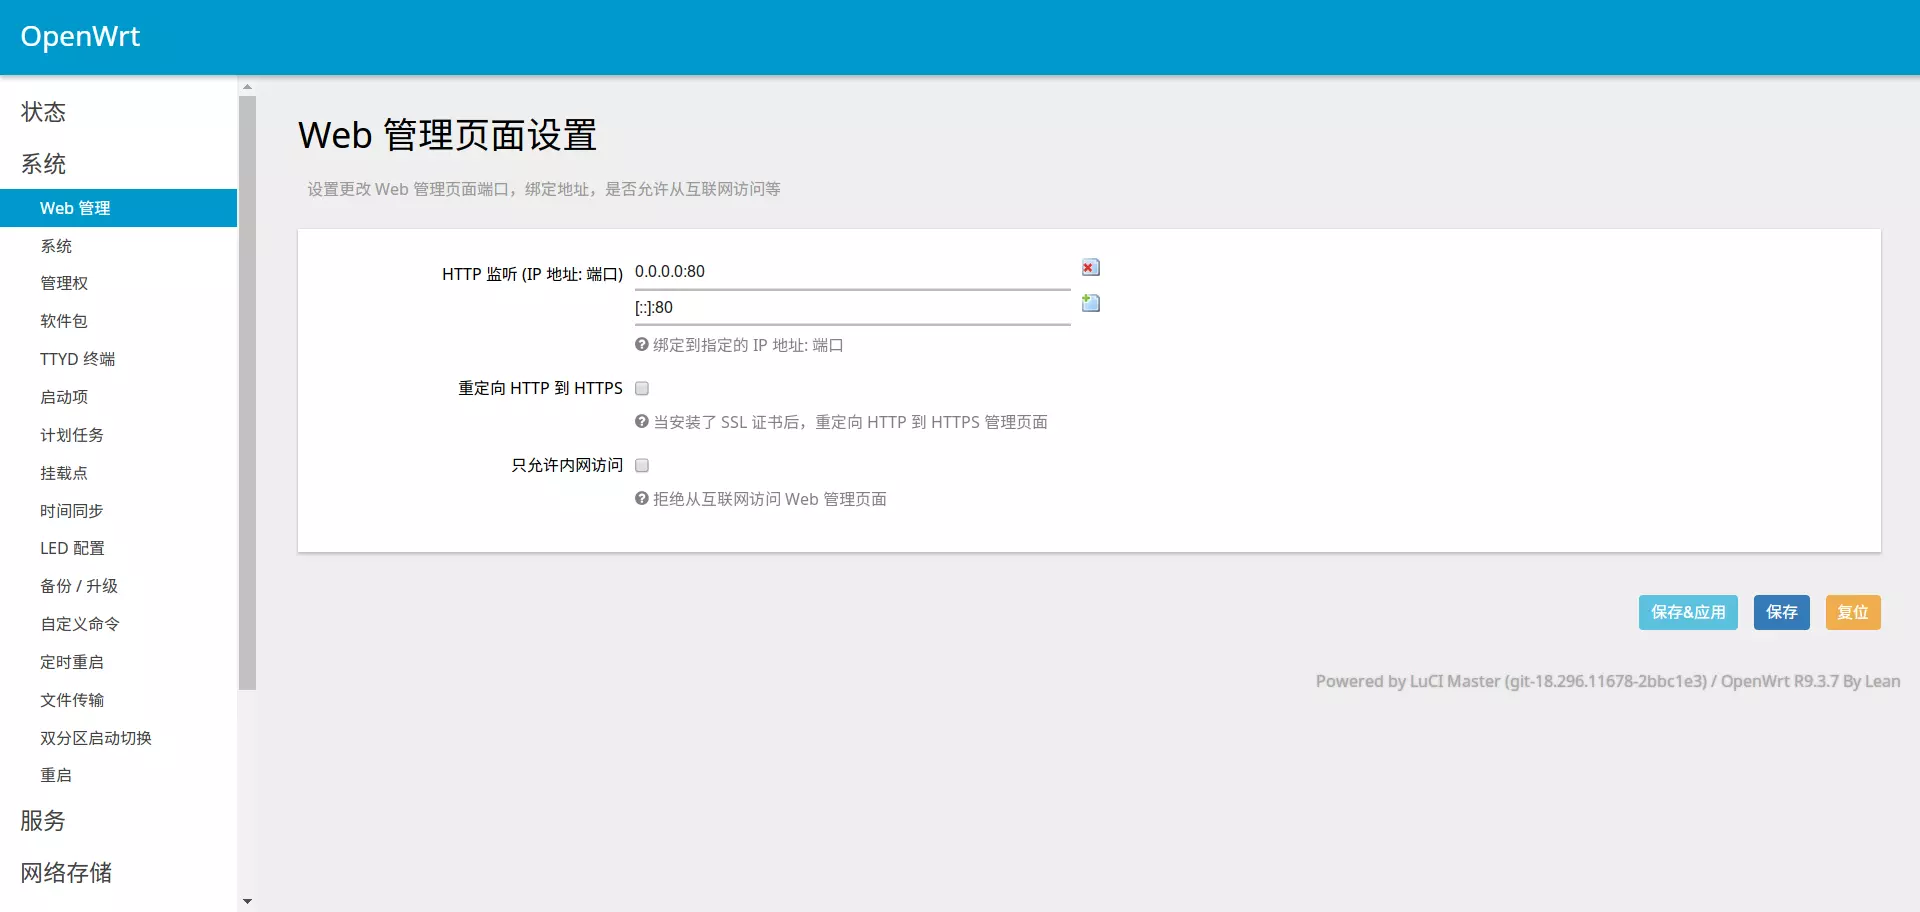 OpenWrt
状态
系统
Web 管理
系统
管理权
软件包
TTYD 终端
启动项
计划任务
挂载点
时间同步
LED 配置
备份 / 升级
自定义命令
定时重启
文件传输
双分区启动切换
重启
服务
网络存储
Web 管理页面设置
设置更改 Web 管理页面端口，绑定地址，是否允许从互联网访问等
HTTP 监听 (IP 地址: 端口) 0.0.0.0:80
[::]:80
绑定到指定的 IP 地址: 端口
重定向 HTTP 到 HTTPS
当安装了 SSL 证书后，重定向 HTTP 到 HTTPS 管理页面
只允许内网访问
拒绝从互联网访问 Web 管理页面
保存&应用 保存 复位
Powered by LuCI Master (git-18.296.11678-2bbc1e3) / OpenWrt R9.3.7 By Lean